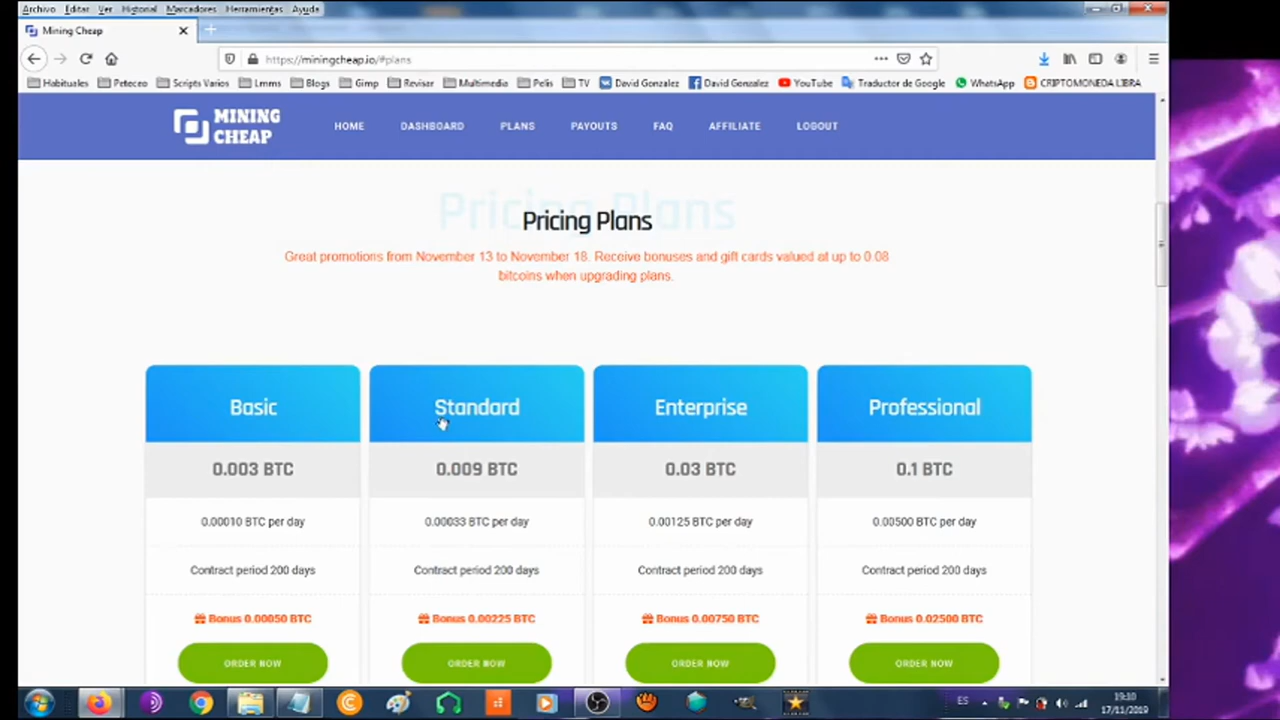 Archivo Editar Ver Historial Marcadores Herramientas Ayuda
Mining Cheap
https://miningcheap.io/#plans
Habituales Peteceo Scripts Varios Lmms Blogs Gimp Revisar Multimedia Pelis TV David Gonzalez David Gonzalez YouTube Traductor de Google WhatsApp CRIPTOMONEDA LIBRA
MINING CHEAP
HOME DASHBOARD PLANS PAYOUTS FAQ AFFILIATE LOGOUT
Pricing Plans
Pricing Plans
Great promotions from November 13 to November 18. Receive bonuses and gift cards valued at up to 0.08
bitcoins when upgrading plans.
Basic Standard Enterprise Professional
0.003 BTC 0.009 BTC 0.03 BTC 0.1 BTC
0.00010 BTC per day 0.00033 BTC per day 0.00125 BTC per day 0.00500 BTC per day
Contract period 200 days Contract period 200 days Contract period 200 days Contract period 200 days
Bonus 0.00050 BTC Bonus 0.00225 BTC Bonus 0.00750 BTC Bonus 0.02500 BTC
ORDER NOW ORDER NOW ORDER NOW ORDER NOW
ES 19:10
17/11/2019